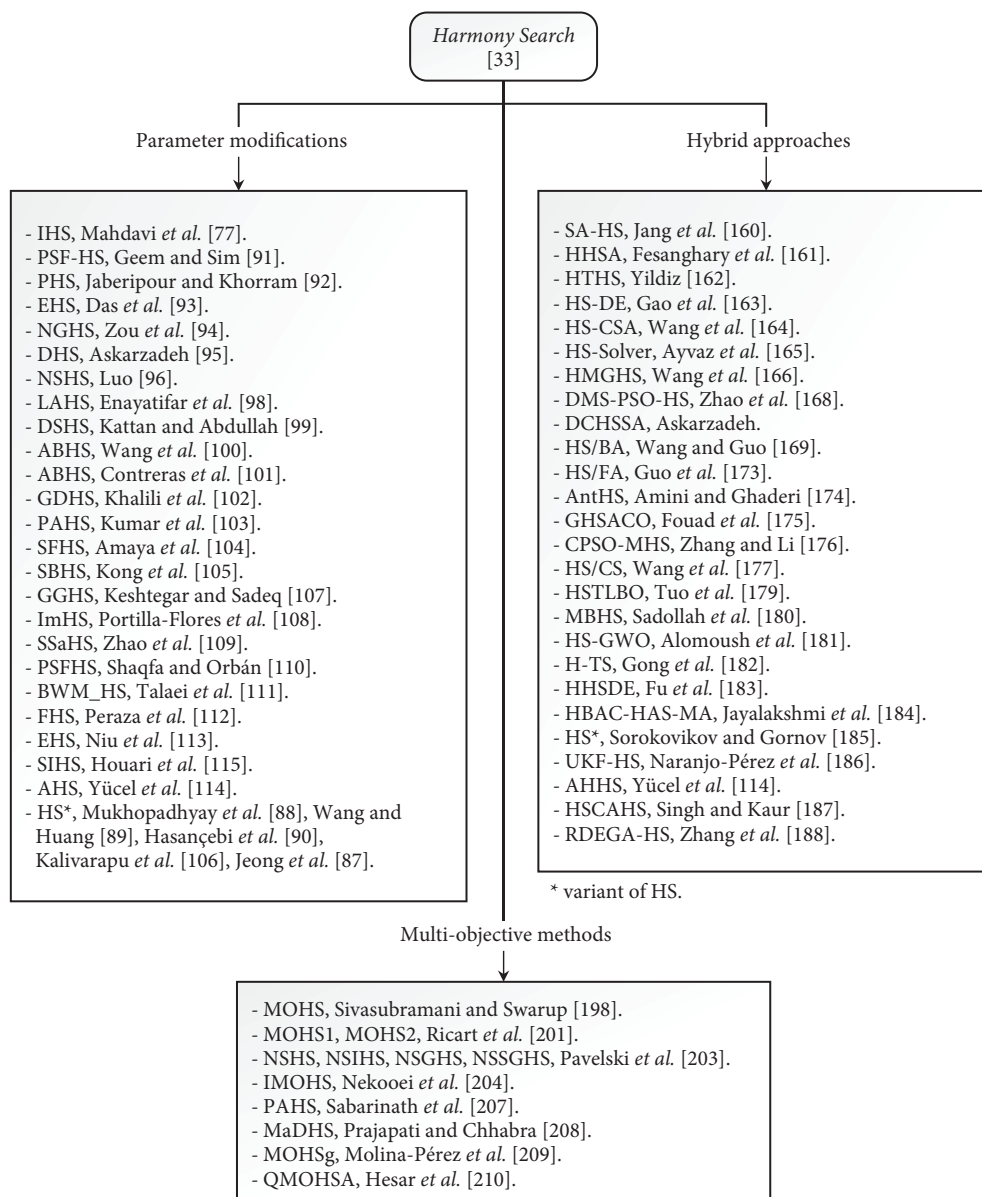 Harmony Search
[33]
Parameter modifications
- IHS, Mahdavi et al. [77].
- PSF-HS, Geem and Sim [91].
- PHS, Jaberipour and Khorram [92].
- EHS, Das et al. [93].
- NGHS, Zou et al. [94].
- DHS, Askarzadeh [95].
- NSHS, Luo [96].
- LAHS, Enayatifar et al. [98].
- DSHS, Kattan and Abdullah [99].
- ABHS, Wang et al. [100].
- ABHS, Contreras et al. [101].
- GDHS, Khalili et al. [102].
- PAHS, Kumar et al. [103].
- SFHS, Amaya et al. [104].
- SBHS, Kong et al. [105].
- GGHS, Keshtegar and Sadeq [107].
- ImHS, Portilla-Flores et al. [108].
- SSaHS, Zhao et al. [109].
- PSFHS, Shaqfa and Orbán [110].
- BWM_HS, Talaei et al. [111].
- FHS, Peraza et al. [112].
- EHS, Niu et al. [113].
- SIHS, Houari et al. [115].
- AHS, Yücel et al. [114].
- HS*, Mukhopadhyay et al. [88], Wang and
Huang [89], Hasançebi et al. [90],
Kalivarapu et al. [106], Jeong et al. [87].
Hybrid approaches
- SA-HS, Jang et al. [160].
- HHSA, Fesanghary et al. [161].
- HTHS, Yildiz [162].
- HS-DE, Gao et al. [163].
- HS-CSA, Wang et al. [164].
- HS-Solver, Ayvaz et al. [165].
- HMGHS, Wang et al. [166].
- DMS-PSO-HS, Zhao et al. [168].
- DCHSSA, Askarzadeh.
- HS/BA, Wang and Guo [169].
- HS/FA, Guo et al. [173].
- AntHS, Amini and Ghaderi [174].
- GHSACO, Fouad et al. [175].
- CPSO-MHS, Zhang and Li [176].
- HS/CS, Wang et al. [177].
- HSTLBO, Tuo et al. [179].
- MBHS, Sadollah et al. [180].
- HS-GWO, Alomoush et al. [181].
- H-TS, Gong et al. [182].
- HHSDE, Fu et al. [183].
- HBAC-HAS-MA, Jayalakshmi et al. [184].
- HS*, Sorokovikov and Gornov [185].
- UKF-HS, Naranjo-Pérez et al. [186].
- AHHS, Yücel et al. [114].
- HSCAHS, Singh and Kaur [187].
- RDEGA-HS, Zhang et al. [188].
* variant of HS.
Multi-objective methods
- MOHS, Sivasubramani and Swarup [198].
- MOHS1, MOHS2, Ricart et al. [201].
- NSHS, NSIHS, NSGHS, NSSGHS, Pavelski et al. [203].
- IMOHS, Nekooei et al. [204].
- PAHS, Sabarinath et al. [207].
- MaDHS, Prajapati and Chhabra [208].
- MOHSg, Molina-Pérez et al. [209].
- QMOHSA, Hesar et al. [210].